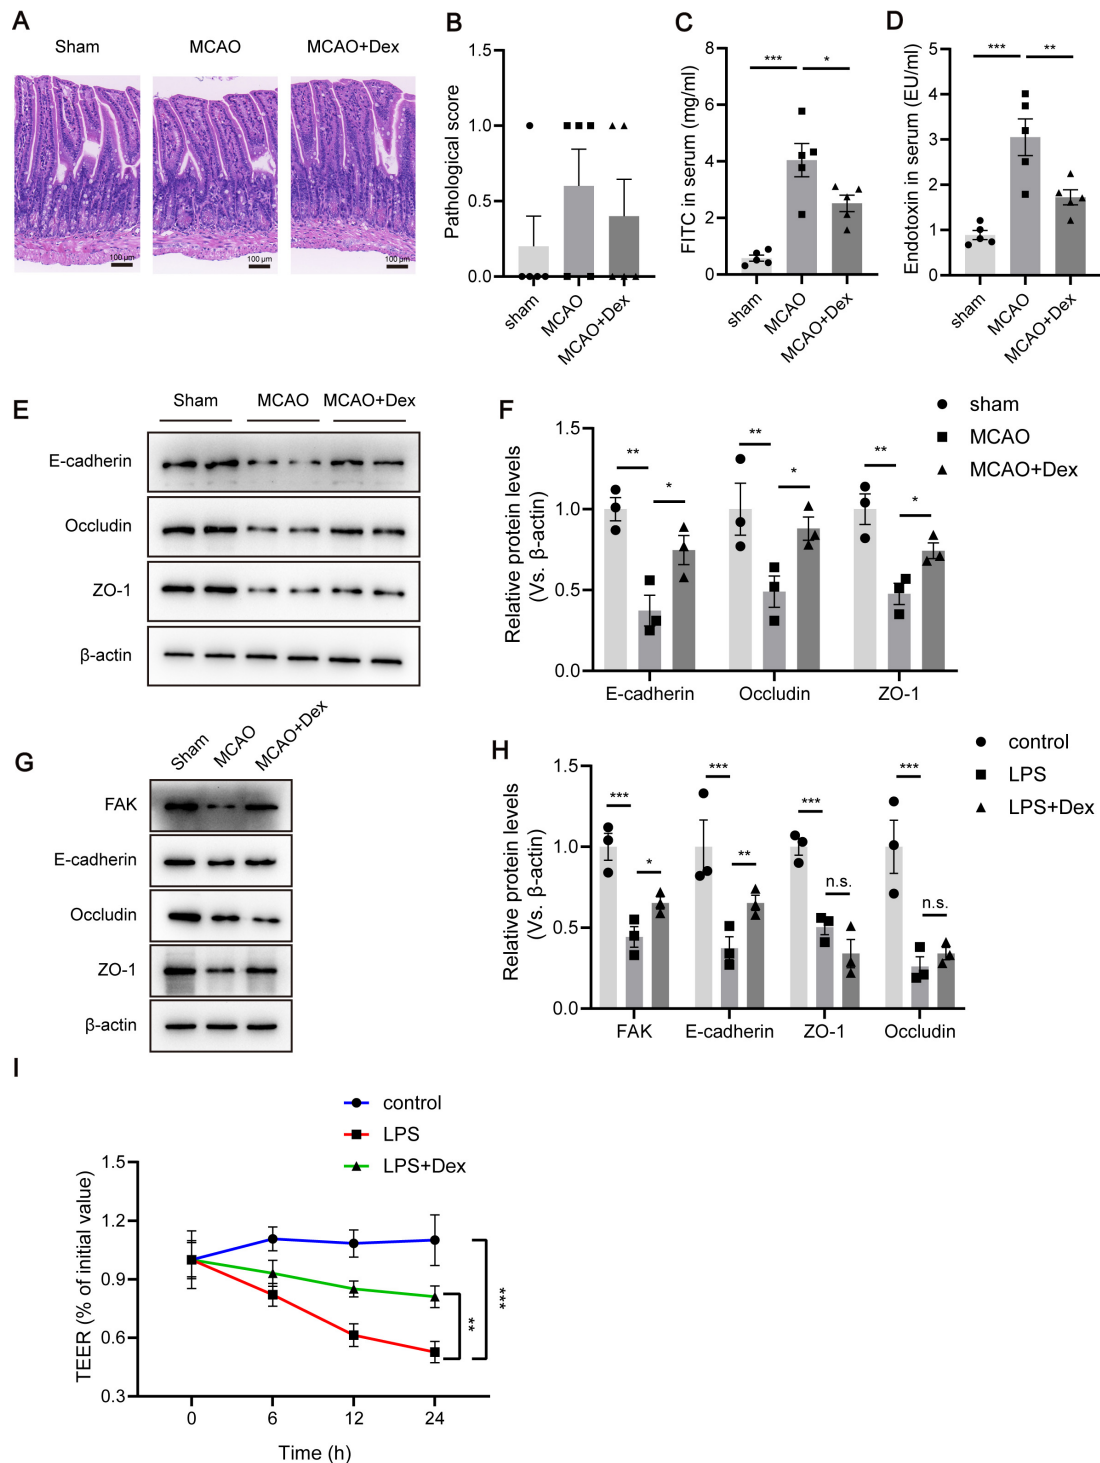 A
Sham
MCAO
MCAO+Dex
100 μm
100 μm
100 μm
B
Pathological score
1.5
1.0
0.5
0.0
sham
MCAO
MCAO+Dex
C
FITC in serum (mg/ml)
8
6
4
2
0
***
*
sham
MCAO
MCAO+Dex
D
Endotoxin in serum (EU/ml)
5
4
3
2
1
0
***
**
sham
MCAO
MCAO+Dex
E
Sham
MCAO
MCAO+Dex
E-cadherin
Occludin
ZO-1
β-actin
F
sham
MCAO
MCAO+Dex
Relative protein levels
(Vs. β-actin)
1.5
1.0
0.5
0.0
**
*
**
*
**
*
E-cadherin
Occludin
ZO-1
G
Sham
MCAO
MCAO+Dex
FAK
E-cadherin
Occludin
ZO-1
β-actin
H
control
LPS
LPS+Dex
Relative protein levels
(Vs. β-actin)
1.5
1.0
0.5
0.0
***
*
***
**
***
n.s.
***
n.s.
FAK
E-cadherin
ZO-1
Occludin
I
control
LPS
LPS+Dex
TEER (% of initial value)
1.5
1.2
0.9
0.6
0.3
**
***
0
6
12
24
Time (h)